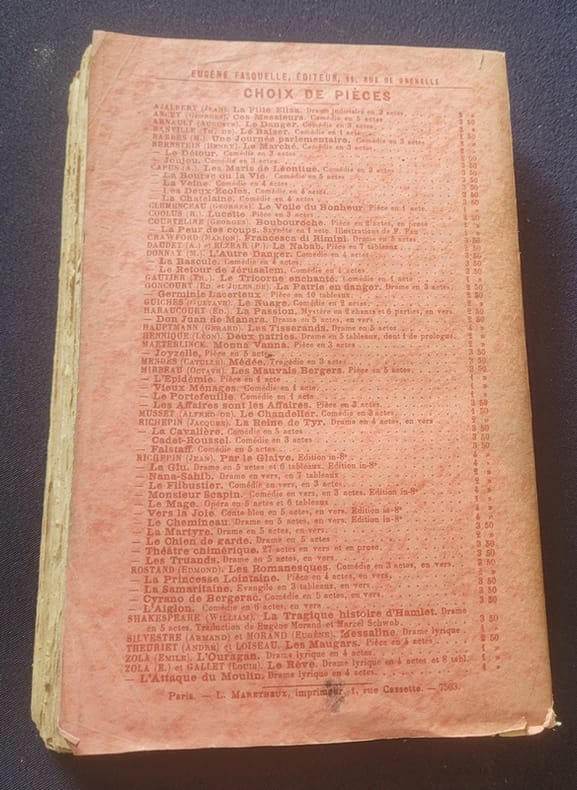 EUGÈNE FASQUELLE, ÉDITEUR, 11, RUE DE GRENELLE
CHOIX DE PIÈCES
AJALBERT (JEAN). La Fille Elisa. Drame judiciaire en 3 actes.
ANCEY (GEORGES). Ces Messieurs. Comédie en 5 actes
ARNAULT (AUGUSTE). Le Danger. Comédie en 3 actes
BANVILLE (TH. DE). Le Baiser. Comédie en 1 acte
BARRÈS (M.). Une Journée parlementaire. Comédie en 3 actes.
BERNSTEIN (HENRY). Le Marché. Comédie en 3 actes
— Le Détour. Comédie en 3 actes
— Joujou. Comédie en 3 actes
CAPUS (A.). Les Maris de Léontine. Comédie en 3 actes
— La Bourse ou la Vie. Comédie en 5 actes
— La Veine. Comédie en 4 actes
— Les Deux Ecoles. Comédie en 4 actes
— La Chatelaine. Comédie en 4 actes
CLEMENCEAU (GEORGES). Le Voile du Bonheur. Pièce en 1 acte.
COOLUS (R.). Lucette. Pièce en 3 actes
COURTELINE (GEORGES). Boubouroche. Pièce en 2 actes, en prose
— La Peur des coups. Saynète en 1 acte. Illustrations de F. Fau
CRAWFORD (MARION). Francesca di Rimini. Drame en 5 actes
DAUDET (A.) et ELZÉAR (P.). Le Nabab. Pièce en 7 tableaux
DONNAY (M.). L'Autre Danger. Comédie en 4 actes
— La Bascule. Comédie en 4 actes
— Le Retour de Jérusalem. Comédie en 4 actes
GAUTIER (TH.). Le Tricorne enchanté. Comédie en 1 acte
GONCOURT (ED. ET JULES DE). La Patrie en danger. Drame en 3 actes
— Germinie Lacerteux. Pièce en 10 tableaux
GUICHES (GUSTAVE). Le Nuage. Comédie en 2 actes
HARAUCOURT (ED.). La Passion. Mystère en 2 chants et 6 parties, en vers
— Don Juan de Manara. Drame en 5 actes, en vers
HAUPTMANN (GÉRARD). Les Tisserands. Drame en 5 actes
HENNIQUE (LÉON). Deux patries. Drame en 5 tableaux, dont 1 de prologue
MAETERLINCK. Monna Vanna. Pièce en 3 actes
— Joyzelle. Pièce en 5 actes
MENDÈS (CATULLE). Médée. Tragédie en 3 actes
MIRBEAU (OCTAVE). Les Mauvais Bergers. Pièce en 5 actes
— L'Epidémie. Pièce en 1 acte
— Vieux Ménages. Comédie en 1 acte
— Le Portefeuille. Comédie en 1 acte
— Les Affaires sont les Affaires. Pièce en 3 actes
MUSSET (ALFRED DE). Le Chandelier. Comédie en 3 actes
RICHEPIN (JACQUES). La Reine de Tyr. Drame en 4 actes, en vers
— La Cavalière. Comédie en 5 actes
— Cadet-Roussel. Comédie en 3 actes
— Falstaff. Comédie en 5 actes
RICHEPIN (JEAN). Par le Glaive. Edition in-8º
— La Glu. Drame en 5 actes et 6 tableaux. Edition in-8º
— Nana-Sahib. Drame en vers, en 7 tableaux
— Le Flibustier. Comédie en vers, en 3 actes
— Monsieur Scapin. Comédie en vers, en 3 actes. Edition in-8º
— Le Mage. Opéra en 5 actes et 6 tableaux
— Vers la Joie. Conte bleu en 5 actes, en vers. Edition in-8º
— Le Chemineau. Drame en 5 actes, en vers. Edition in-8º
— La Martyre. Drame en 5 actes, en vers
— Le Chien de garde. Drame en 5 actes
— Théâtre chimérique. 27 actes en vers et en prose
— Les Truands. Drame en 5 actes, en vers
ROSTAND (EDMOND). Les Romanesques. Comédie en 3 actes, en vers
— La Princesse Lointaine. Pièce en 4 actes, en vers
— La Samaritaine. Evangile en 3 tableaux, en vers
— Cyrano de Bergerac. Comédie en 5 actes, en vers
— L'Aiglon. Comédie en 6 actes, en vers
SHAKESPEARE (WILLIAM). La Tragique histoire d'Hamlet. Drame
en 5 actes. Traduction de Eugène Morand et Marcel Schwob
SILVESTRE (ARMAND) et MORAND (EUGÈNE). Messaline. Drame lyrique
THEURIET (ANDRÉ) et LOISEAU. Les Maugars. Pièce en 4 actes
ZOLA (EMILE). L'Ouragan. Drame lyrique en 4 actes
ZOLA (E.) et GALLET (LOUIS). Le Rêve. Drame lyrique en 4 actes et 8 tabl.
— L'Attaque du Moulin. Drame lyrique en 4 actes
Paris. — L. MARETHEUX, imprimeur, 1, rue Cassette. — 7503.